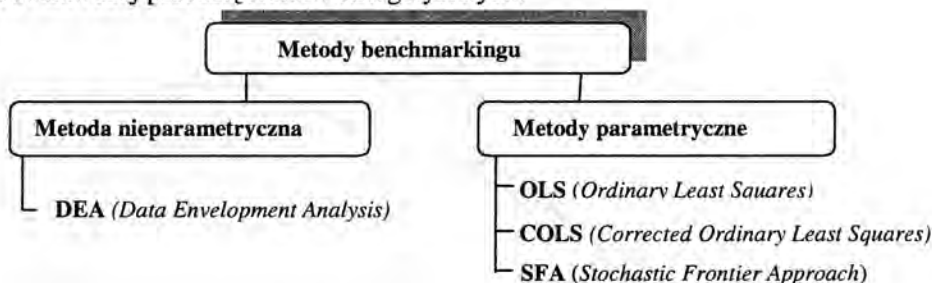 Metody benchmarkingu
Metoda nieparametryczna
Metody parametryczne
DEA (Data Envelopment Analysis)
OLS (Ordinary Least Squares)
COLS (Corrected Ordinary Least Squares)
SFA (Stochastic Frontier Approach)